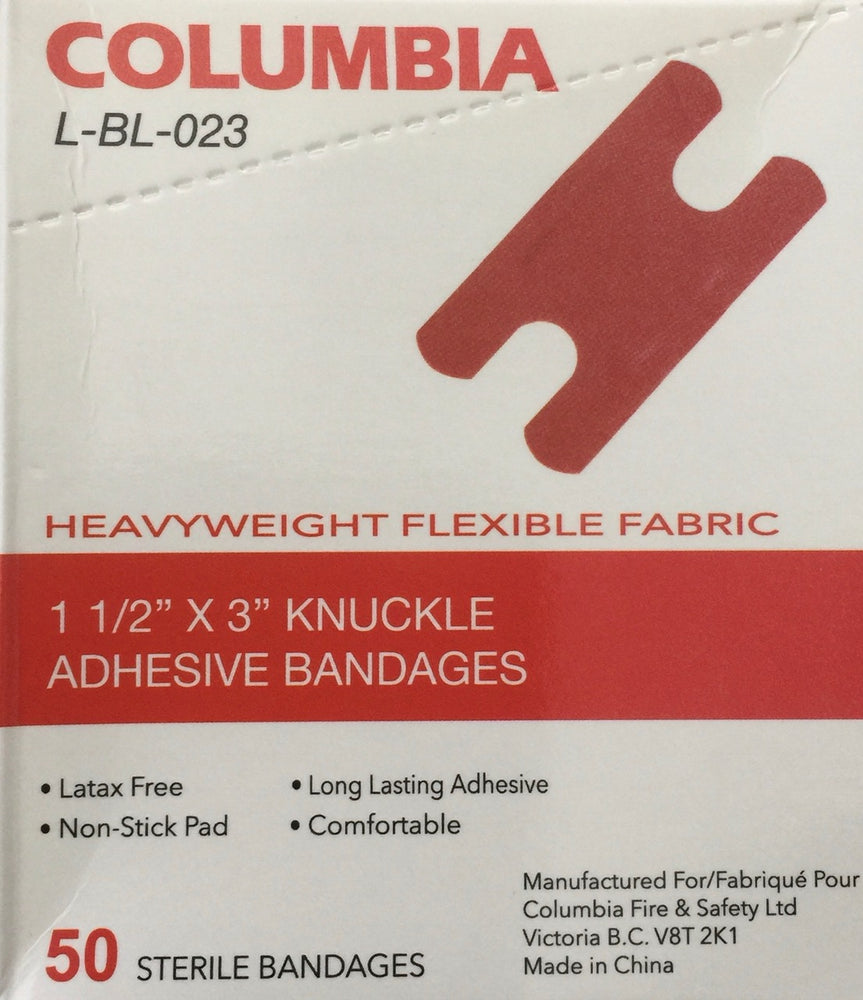 COLUMBIA
L-BL-023
HEAVYWEIGHT FLEXIBLE FABRIC
1 1/2” X 3” KNUCKLE
ADHESIVE BANDAGES
• Latax Free
• Non-Stick Pad
• Long Lasting Adhesive
• Comfortable
50 STERILE BANDAGES
Manufactured For/Fabriqué Pour
Columbia Fire & Safety Ltd
Victoria B.C. V8T 2K1
Made in China